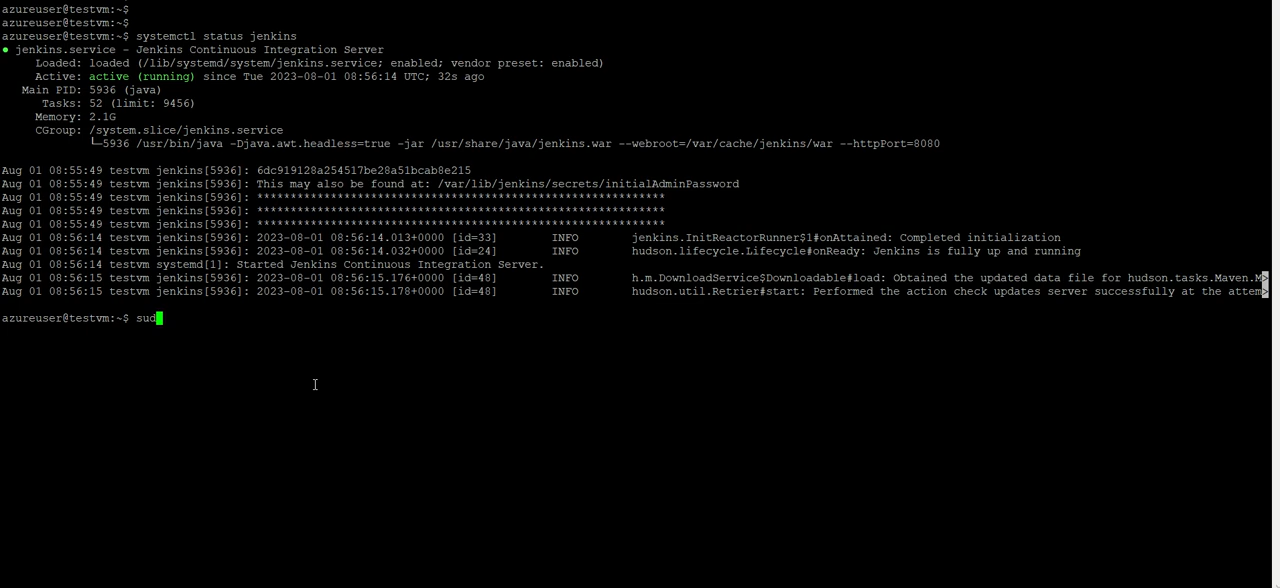 azureuser@testvm:~$
azureuser@testvm:~$
azureuser@testvm:~$ systemctl status jenkins
● jenkins.service - Jenkins Continuous Integration Server
     Loaded: loaded (/lib/systemd/system/jenkins.service; enabled; vendor preset: enabled)
     Active: active (running) since Tue 2023-08-01 08:56:14 UTC; 32s ago
   Main PID: 5936 (java)
      Tasks: 52 (limit: 9456)
     Memory: 2.1G
     CGroup: /system.slice/jenkins.service
             └─5936 /usr/bin/java -Djava.awt.headless=true -jar /usr/share/java/jenkins.war --webroot=/var/cache/jenkins/war --httpPort=8080
Aug 01 08:55:49 testvm jenkins[5936]: 6dc919128a254517be28a51bcab8e215
Aug 01 08:55:49 testvm jenkins[5936]: This may also be found at: /var/lib/jenkins/secrets/initialAdminPassword
Aug 01 08:55:49 testvm jenkins[5936]: *************************************************************
Aug 01 08:55:49 testvm jenkins[5936]: *************************************************************
Aug 01 08:55:49 testvm jenkins[5936]: *************************************************************
Aug 01 08:56:14 testvm jenkins[5936]: 2023-08-01 08:56:14.013+0000 [id=33]        INFO        jenkins.InitReactorRunner$1#onAttained: Completed initialization
Aug 01 08:56:14 testvm jenkins[5936]: 2023-08-01 08:56:14.032+0000 [id=24]        INFO        hudson.lifecycle.Lifecycle#onReady: Jenkins is fully up and running
Aug 01 08:56:14 testvm systemd[1]: Started Jenkins Continuous Integration Server.
Aug 01 08:56:15 testvm jenkins[5936]: 2023-08-01 08:56:15.176+0000 [id=48]        INFO        h.m.DownloadService$Downloadable#load: Obtained the updated data file for hudson.tasks.Maven.M>
Aug 01 08:56:15 testvm jenkins[5936]: 2023-08-01 08:56:15.178+0000 [id=48]        INFO        hudson.util.Retrier#start: Performed the action check updates server successfully at the attem>
azureuser@testvm:~$ sud